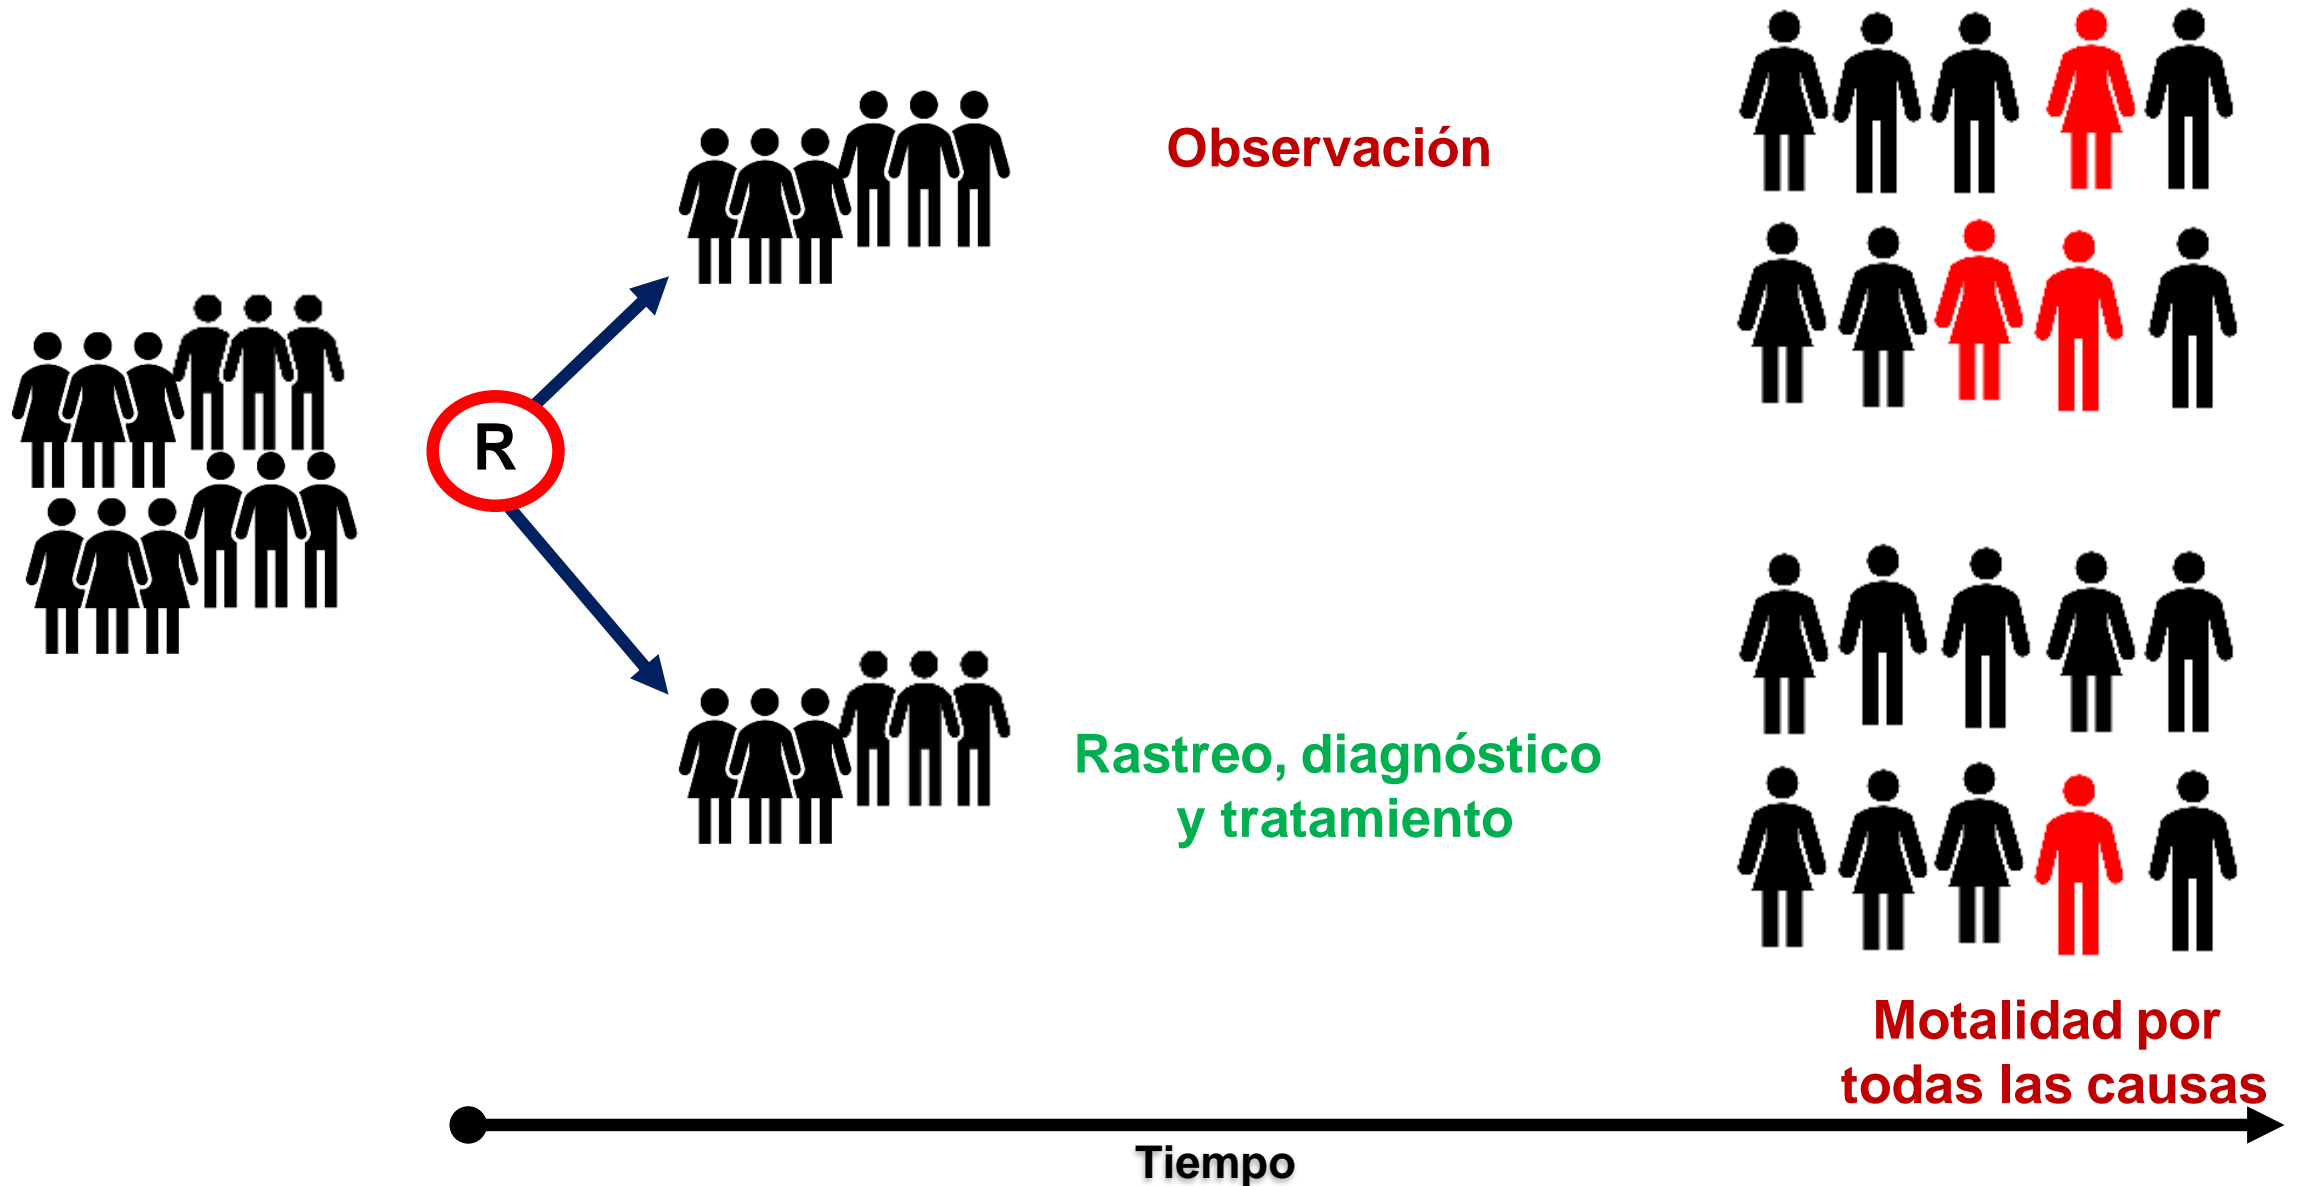 Observación
R
Rastreo, diagnóstico
y tratamiento
Motalidad por
todas las causas
Tiempo